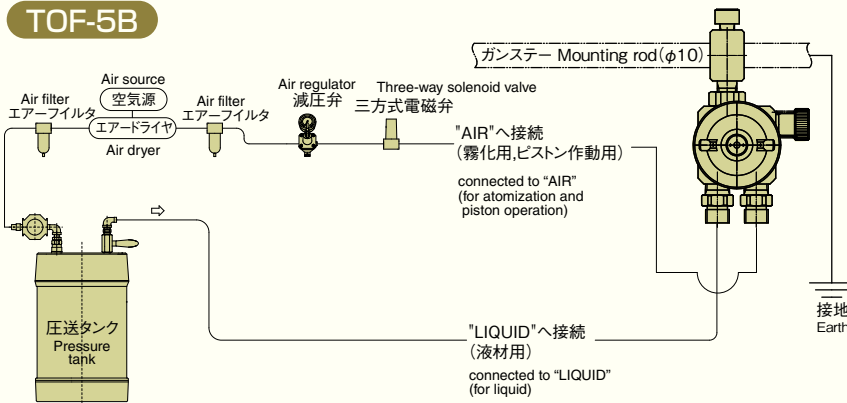 TOF-5B
ガンステー Mounting rod(φ10)
Air source
空気源
Air filter
エアーフイルタ
エアードライヤ
Air dryer
Air filter
エアーフイルタ
Air regulator
減圧弁
Three-way solenoid valve
三方式電磁弁
"AIR"へ接続
(霧化用,ピストン作動用)
connected to “AIR”
(for atomization and
piston operation)
圧送タンク
Pressure
tank
"LIQUID"へ接続
(液材用)
connected to “LIQUID”
(for liquid)
接地
Earth